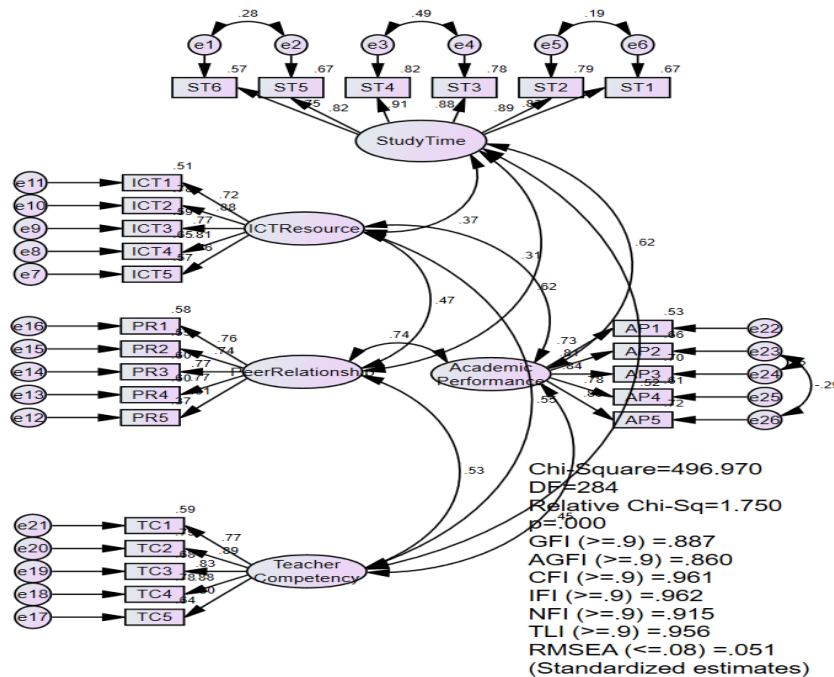 .28 .49 .19
e1 e2 e3 e4 e5 e6
.57 .67 .82 .78 .79 .67
ST6 ST5 ST4 ST3 ST2 ST1
.75 .82 .91 .88 .89
StudyTime
.51
e11 ICT1
e10 ICT2 .72
.88
e9 ICT3 .77
ICTResource
.37
.62
e8 ICT4 .65 .81
e7 ICT5 .57
.31
.62
.47
.58
e16 PR1
e15 PR2 .76
.74
e14 PR3 .60 .77
PeerRelationship
.74
e13 PR4 .60 .77
e12 PR5
Academic
Performance
.53
.73 AP1 e22
.66
AP2 e23
.84 AP3 .70 e24
.78 AP4 .61 e25
AP5 .72 e26
-.29
.52
.55
.53
.45
.59
e21 TC1
e20 TC2 .77
.89
e19 TC3 .68 .83
Teacher
Competency
e18 TC4 .78 .88
e17 TC5 .64
Chi-Square=496.970
DF=284
Relative Chi-Sq=1.750
p=.000
GFI (>=.9) =.887
AGFI (>=.9) =.860
CFI (>=.9) =.961
IFI (>=.9) =.962
NFI (>=.9) =.915
TLI (>=.9) =.956
RMSEA (<=.08) =.051
(Standardized estimates)